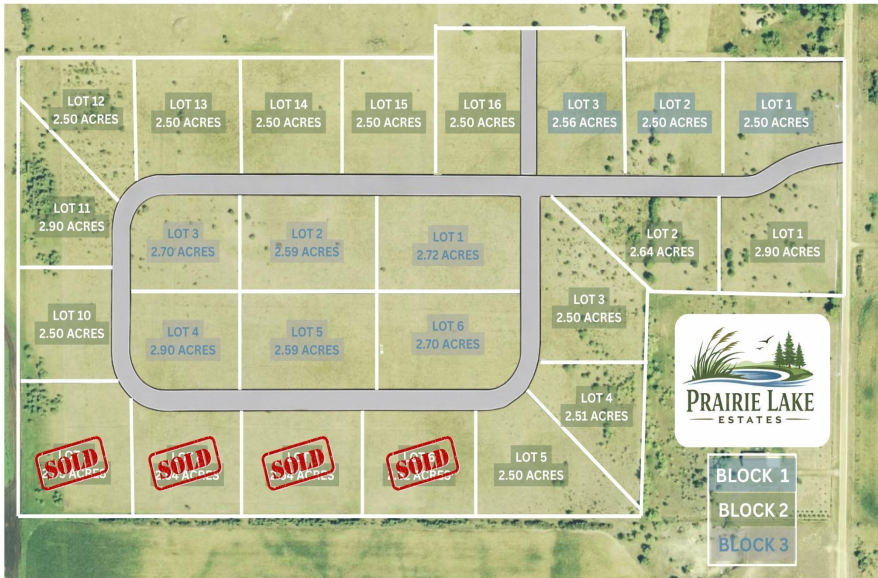 LOT 12
2.50 ACRES
LOT 13
2.50 ACRES
LOT 14
2.50 ACRES
LOT 15
2.50 ACRES
LOT 16
2.50 ACRES
LOT 3
2.56 ACRES
LOT 2
2.50 ACRES
LOT 1
2.50 ACRES
LOT 11
2.90 ACRES
LOT 3
2.70 ACRES
LOT 2
2.59 ACRES
LOT 1
2.72 ACRES
LOT 2
2.64 ACRES
LOT 1
2.90 ACRES
LOT 10
2.50 ACRES
LOT 4
2.90 ACRES
LOT 5
2.59 ACRES
LOT 6
2.70 ACRES
LOT 3
2.50 ACRES
LOT 4
2.51 ACRES
LOT 5
2.50 ACRES
SOLD
ACRES
SOLD
ACRES
SOLD
ACRES
SOLD
ACRES
PRAIRIE LAKE
ESTATES
BLOCK 1
BLOCK 2
BLOCK 3